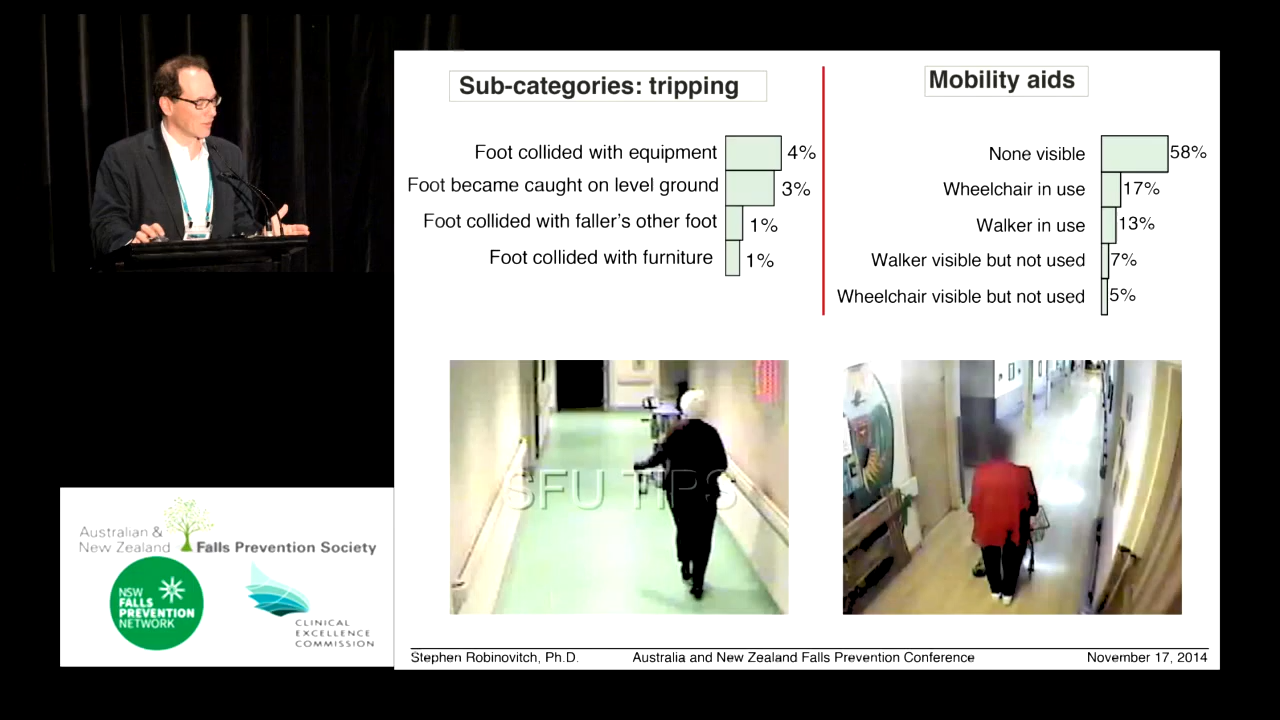 Sub-categories: tripping
Foot collided with equipment 4%
Foot became caught on level ground 3%
Foot collided with faller's other foot 1%
Foot collided with furniture 1%
Mobility aids
None visible 58%
Wheelchair in use 17%
Walker in use 13%
Walker visible but not used 7%
Wheelchair visible but not used 5%
SFU TIPS
Australian &
New Zealand Falls Prevention Society
NSW
FALLS
PREVENTION
NETWORK
CLINICAL
EXCELLENCE
COMMISSION
Stephen Robinovitch, Ph.D. Australia and New Zealand Falls Prevention Conference November 17, 2014